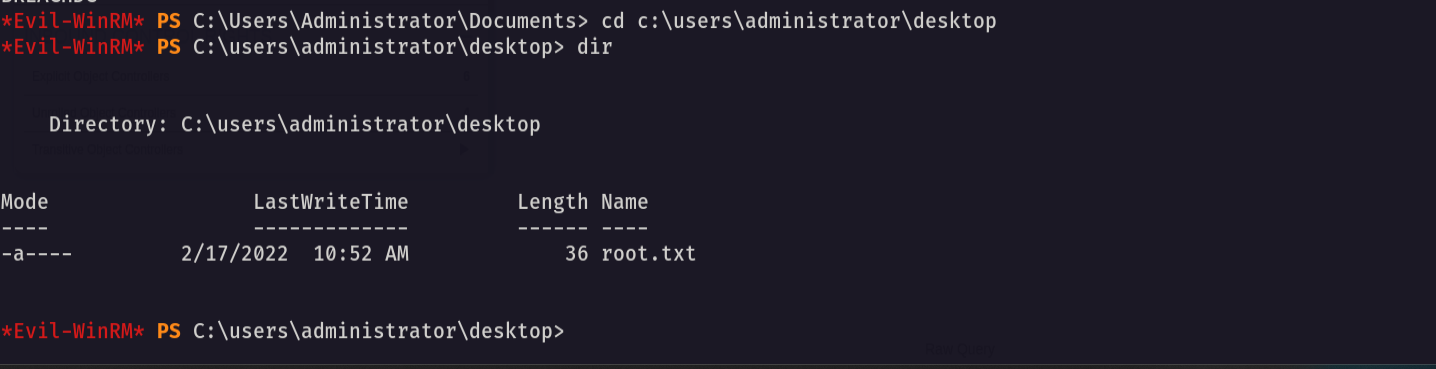 *Evil-WinRM* PS C:\Users\Administrator\Documents> cd c:\users\administrator\desktop
*Evil-WinRM* PS C:\users\administrator\desktop> dir
Directory: C:\users\administrator\desktop
Mode LastWriteTime Length Name
---- ------------- ------ ----
-a---- 2/17/2022 10:52 AM 36 root.txt
*Evil-WinRM* PS C:\users\administrator\desktop>